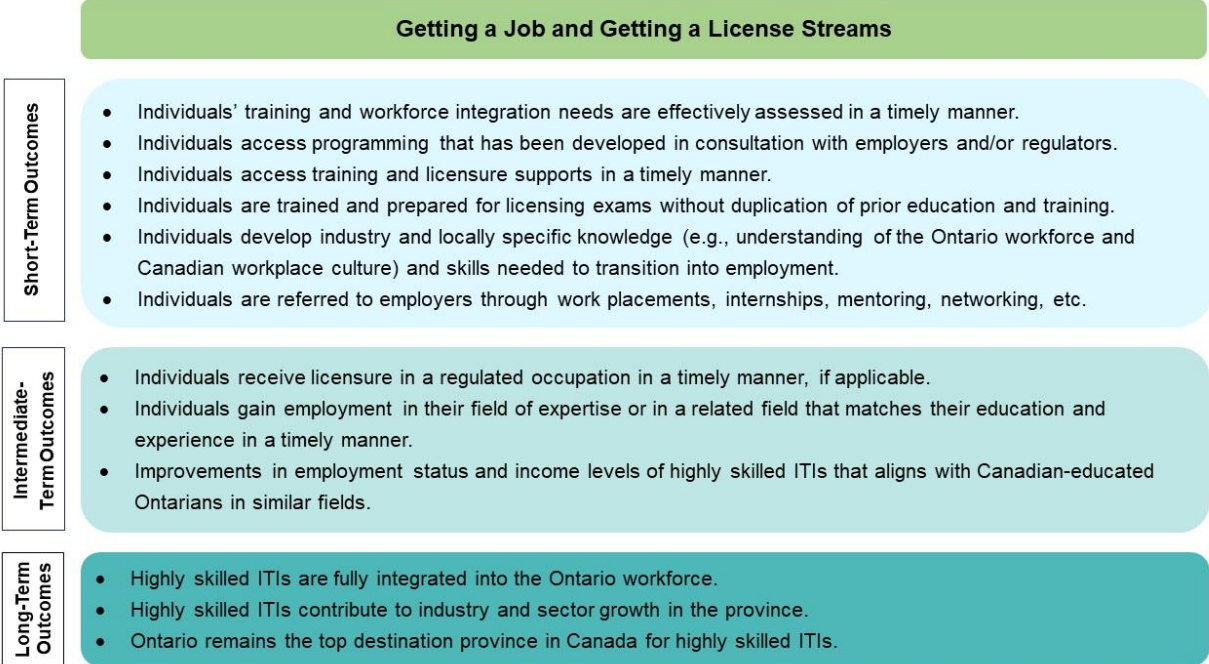 Getting a Job and Getting a License Streams
Short-Term Outcomes
• Individuals’ training and workforce integration needs are effectively assessed in a timely manner.
• Individuals access programming that has been developed in consultation with employers and/or regulators.
• Individuals access training and licensure supports in a timely manner.
• Individuals are trained and prepared for licensing exams without duplication of prior education and training.
• Individuals develop industry and locally specific knowledge (e.g., understanding of the Ontario workforce and
Canadian workplace culture) and skills needed to transition into employment.
• Individuals are referred to employers through work placements, internships, mentoring, networking, etc.
Intermediate-
Term Outcomes
• Individuals receive licensure in a regulated occupation in a timely manner, if applicable.
• Individuals gain employment in their field of expertise or in a related field that matches their education and
experience in a timely manner.
• Improvements in employment status and income levels of highly skilled ITIs that aligns with Canadian-educated
Ontarians in similar fields.
Long-Term
Outcomes
• Highly skilled ITIs are fully integrated into the Ontario workforce.
• Highly skilled ITIs contribute to industry and sector growth in the province.
• Ontario remains the top destination province in Canada for highly skilled ITIs.